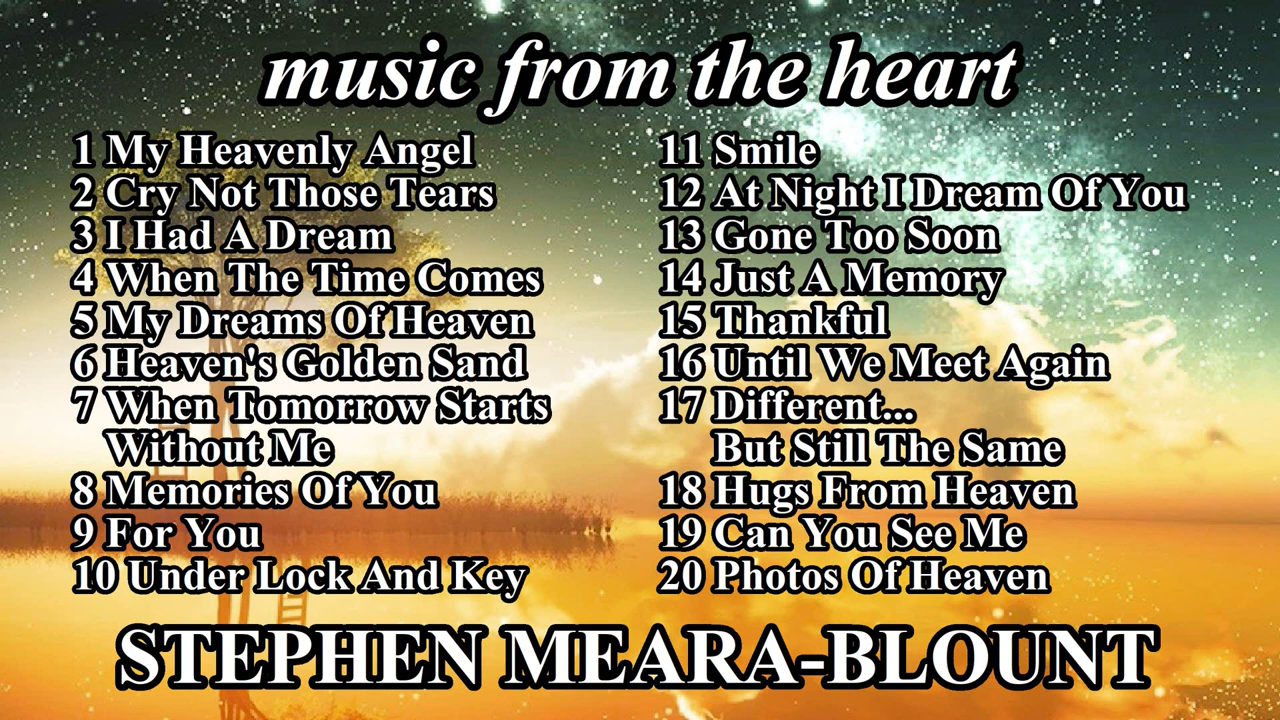 music from the heart
1 My Heavenly Angel
2 Cry Not Those Tears
3 I Had A Dream
4 When The Time Comes
5 My Dreams Of Heaven
6 Heaven's Golden Sand
7 When Tomorrow Starts
Without Me
8 Memories Of You
9 For You
10 Under Lock And Key
11 Smile
12 At Night I Dream Of You
13 Gone Too Soon
14 Just A Memory
15 Thankful
16 Until We Meet Again
17 Different...
But Still The Same
18 Hugs From Heaven
19 Can You See Me
20 Photos Of Heaven
STEPHEN MEARA-BLOUNT